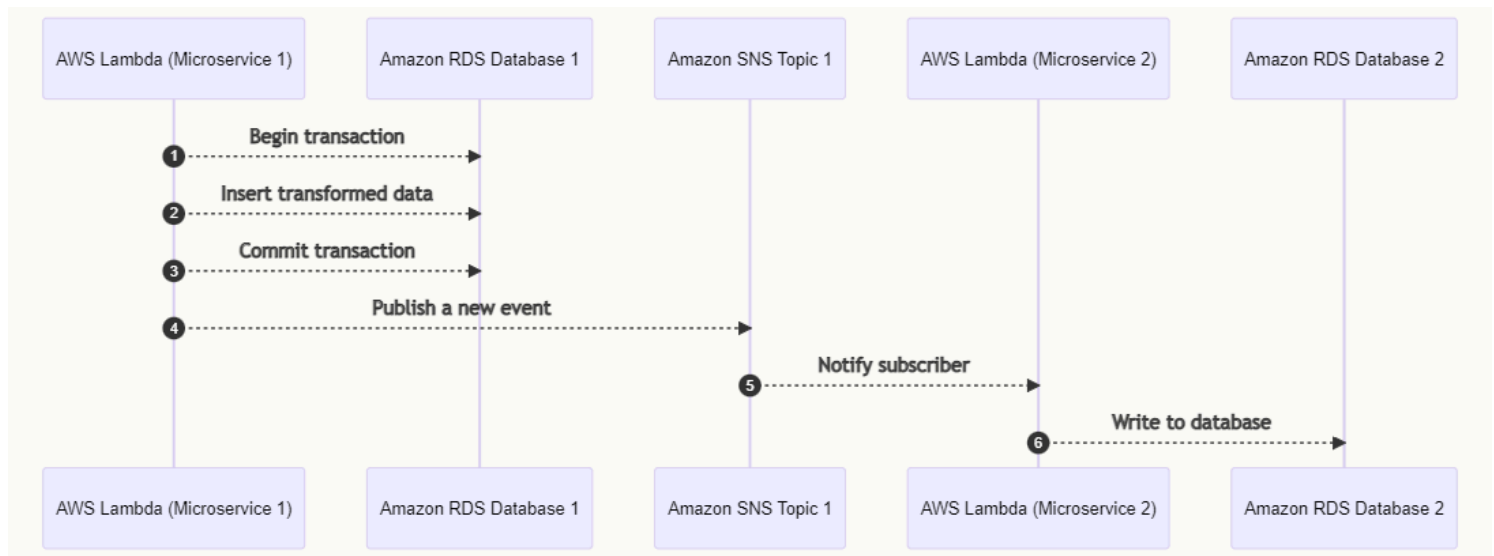 AWS Lambda (Microservice 1)
Amazon RDS Database 1
Amazon SNS Topic 1
AWS Lambda (Microservice 2)
Amazon RDS Database 2
Begin transaction
1
Insert transformed data
2
Commit transaction
3
Publish a new event
4
Notify subscriber
5
Write to database
6
AWS Lambda (Microservice 1)
Amazon RDS Database 1
Amazon SNS Topic 1
AWS Lambda (Microservice 2)
Amazon RDS Database 2